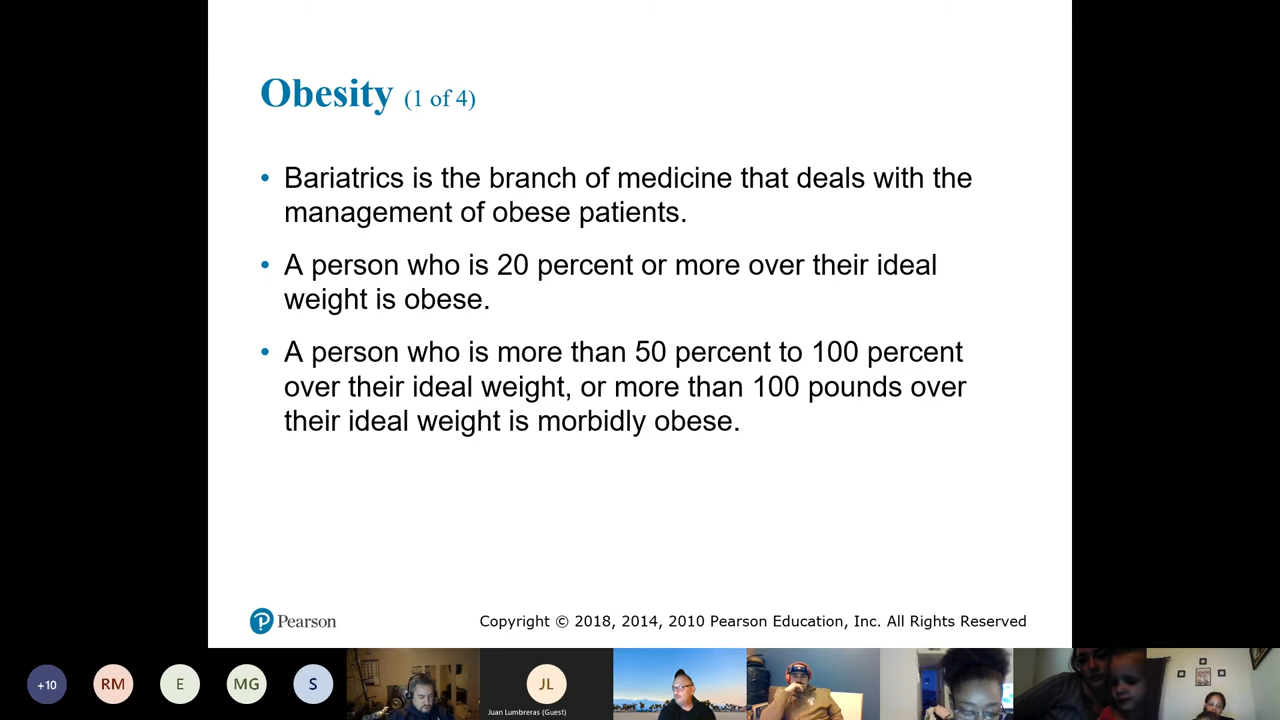 Obesity (1 of 4)
• Bariatrics is the branch of medicine that deals with the
management of obese patients.
• A person who is 20 percent or more over their ideal
weight is obese.
• A person who is more than 50 percent to 100 percent
over their ideal weight, or more than 100 pounds over
their ideal weight is morbidly obese.
P Pearson
Copyright © 2018, 2014, 2010 Pearson Education, Inc. All Rights Reserved
+10
RM
E
MG
S
JL
Juan Lumbreras (Guest)